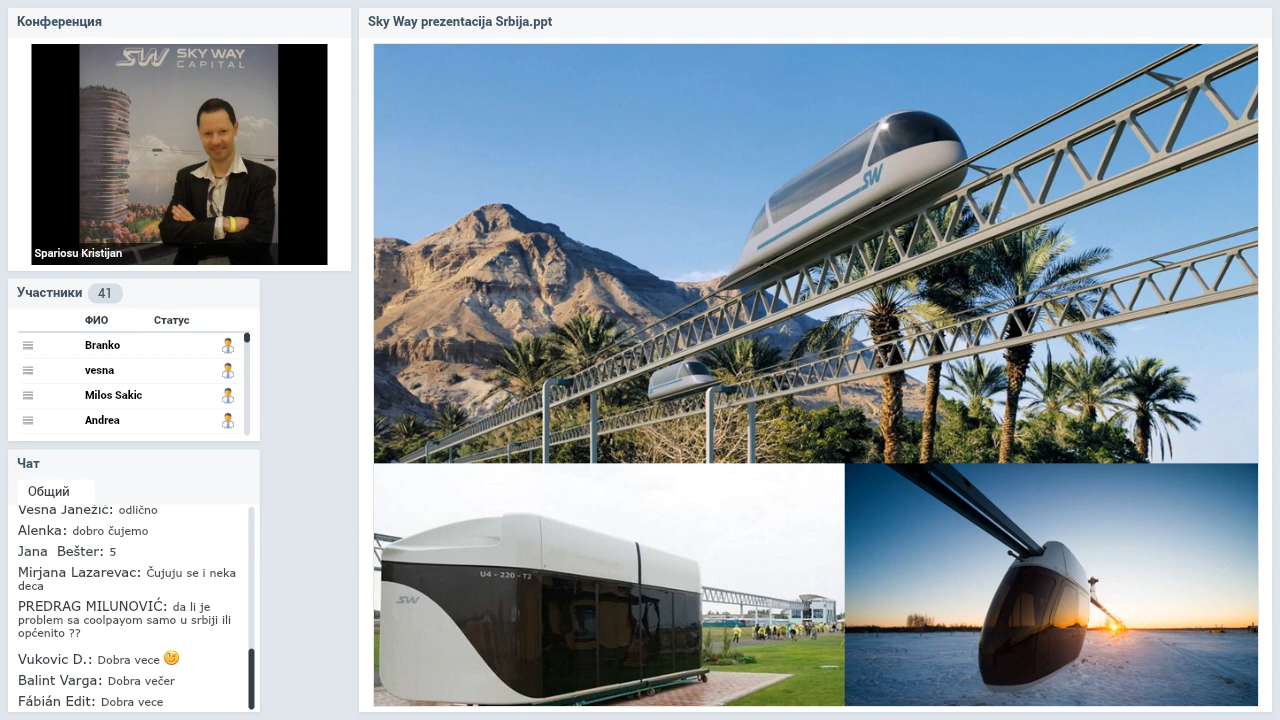 Конференция
SW SKY WAY
CAPITAL
Spariosu Kristijan
Участники 41
ФИО Статус
Branko
vesna
Milos Sakic
Andrea
Чат
Общий
Vesna Janežic: odlično
Alenka: dobro čujemo
Jana Bešter: 5
Mirjana Lazarevac: Čujuju se i neka
deca
PREDRAG MILUNOVIĆ: da li je
problem sa coolpayom samo u srbiji ili
općenito ??
Vukovic D.: Dobra vece
Balint Varga: Dobra večer
Fábián Edit: Dobra vece
Sky Way prezentacija Srbija.ppt
SW
U4 - 220 - T2
SW